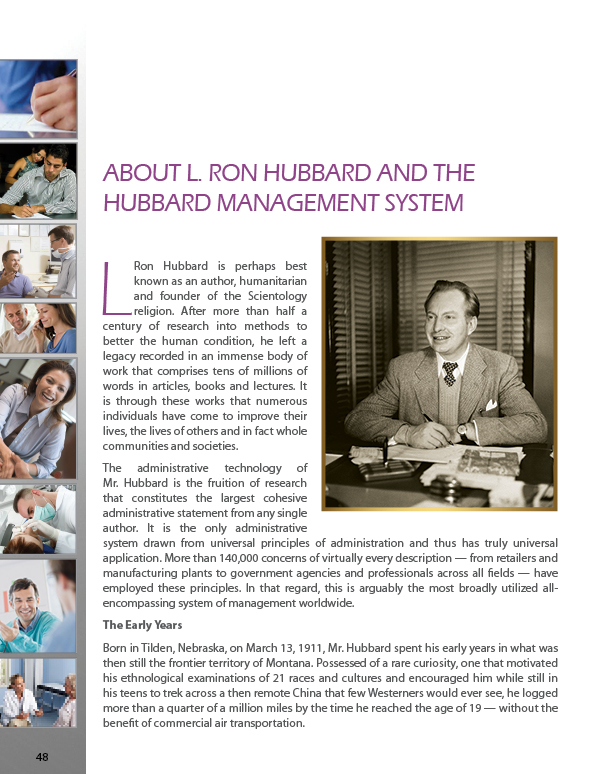 ABOUT L. RON HUBBARD AND THE
HUBBARD MANAGEMENT SYSTEM
L Ron Hubbard is perhaps best
known as an author, humanitarian
and founder of the Scientology
religion. After more than half a
century of research into methods to
better the human condition, he left a
legacy recorded in an immense body of
work that comprises tens of millions of
words in articles, books and lectures. It
is through these works that numerous
individuals have come to improve their
lives, the lives of others and in fact whole
communities and societies.
The administrative technology of
Mr. Hubbard is the fruition of research
that constitutes the largest cohesive
administrative statement from any single
author. It is the only administrative
system drawn from universal principles of administration and thus has truly universal
application. More than 140,000 concerns of virtually every description — from retailers and
manufacturing plants to government agencies and professionals across all fields — have
employed these principles. In that regard, this is arguably the most broadly utilized all-
encompassing system of management worldwide.
The Early Years
Born in Tilden, Nebraska, on March 13, 1911, Mr. Hubbard spent his early years in what was
then still the frontier territory of Montana. Possessed of a rare curiosity, one that motivated
his ethnological examinations of 21 races and cultures and encouraged him while still in
his teens to trek across a then remote China that few Westerners would ever see, he logged
more than a quarter of a million miles by the time he reached the age of 19 — without the
benefit of commercial air transportation.
48